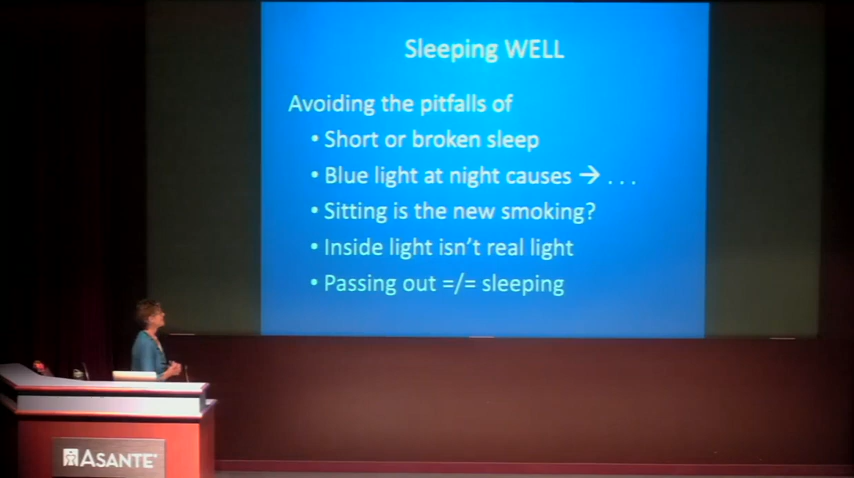 Sleeping WELL
Avoiding the pitfalls of
• Short or broken sleep
• Blue light at night causes → . . .
• Sitting is the new smoking?
• Inside light isn't real light
• Passing out =/= sleeping
ASANTE®